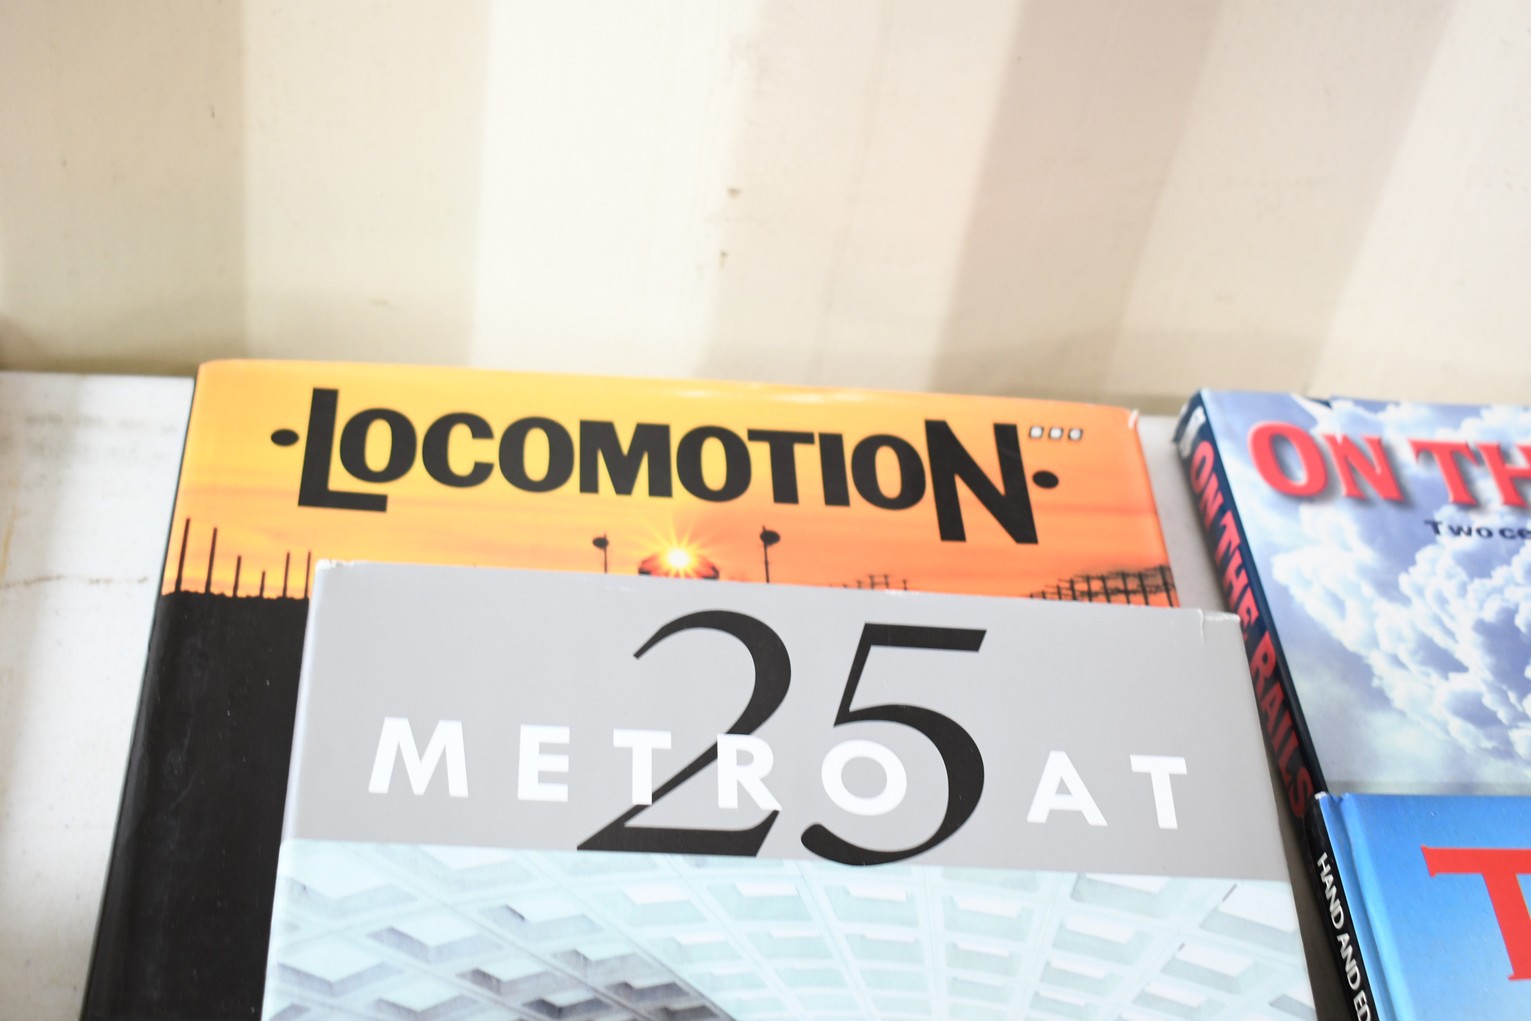 LOCOMOTION
METRO AT
25
ON TH
Two ce
ON THE RAILS
HAND AND ED
T